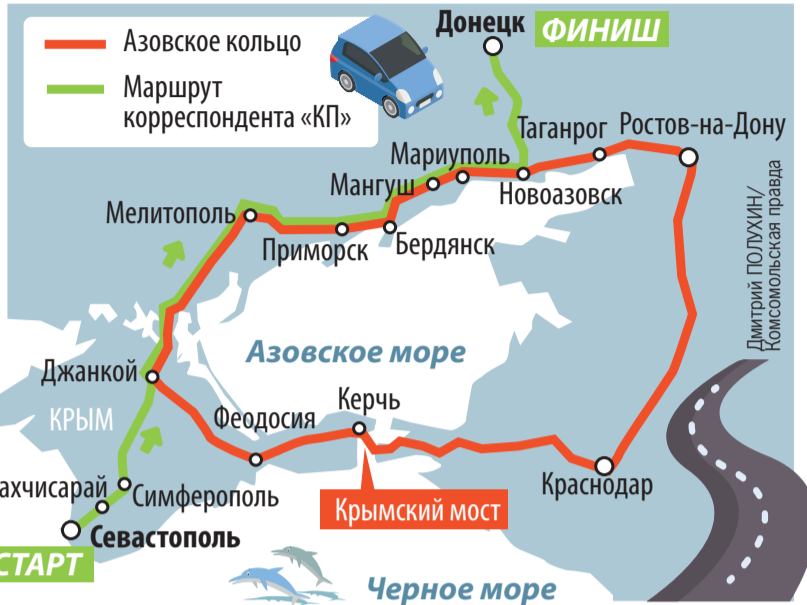 Азовское кольцо
Маршрут
корреспондента «КП»
Донецк
ФИНИШ
Таганрог
Ростов-на-Дону
Мариуполь
Мангуш
Новоазовск
Мелитополь
Приморск
Бердянск
Дмитрий ПОЛУХИН/
Комсомольская правда
Азовское море
Джанкой
КРЫМ
Феодосия
Керчь
Краснодар
ахчисарай
Симферополь
Крымский мост
Севастополь
СТАРТ
Черное море